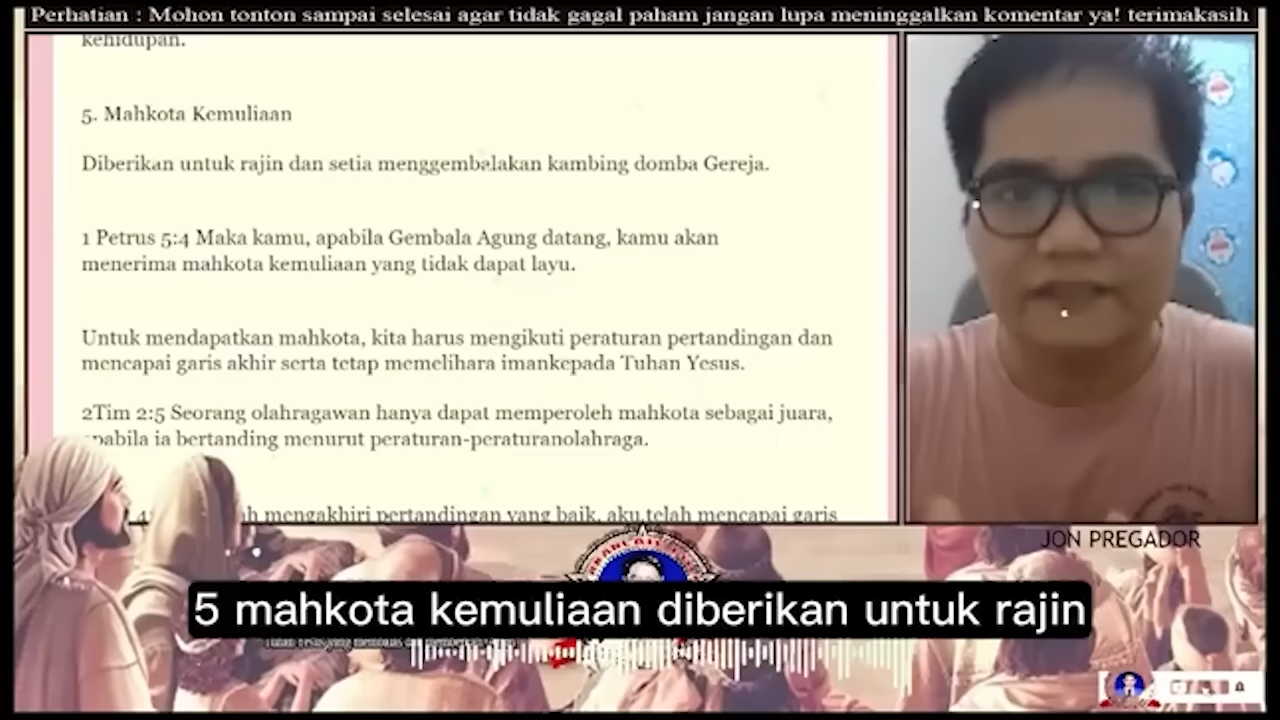 Perhatian : Mohon tonton sampai selesai agar tidak gagal paham jangan lupa meninggalkan komentar ya! terimakasih
kehidupan.
5. Mahkota Kemuliaan
Diberikan untuk rajin dan setia menggembalakan kambing domba Gereja.
1 Petrus 5:4 Maka kamu, apabila Gembala Agung datang, kamu akan
menerima mahkota kemuliaan yang tidak dapat layu.
Untuk mendapatkan mahkota, kita harus mengikuti peraturan pertandingan dan
mencapai garis akhir serta tetap memelihara imankepada Tuhan Yesus.
2Tim 2:5 Seorang olahragawan hanya dapat memperoleh mahkota sebagai juara,
apabila ia bertanding menurut peraturan-peraturanolahraga.
mengakhiri pertandingan yang baik, aku telah mencapai garis
JON PREGADOR
5 mahkota kemuliaan diberikan untuk rajin